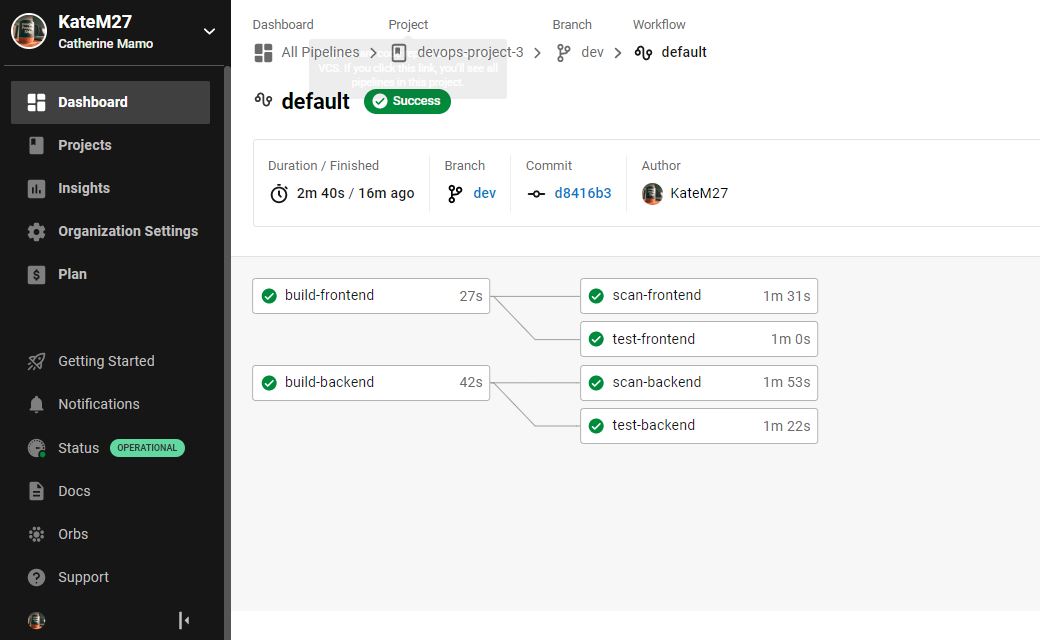 KateM27
Catherine Mamo
Dashboard
Projects
Insights
Organization Settings
Plan
Getting Started
Notifications
Status OPERATIONAL
Docs
Orbs
Support
Dashboard Project Branch Workflow
All Pipelines devops-project-3 dev default
VCS. If you click this link, you'll see all
pipelines in this project.
default Success
Duration / Finished Branch Commit Author
2m 40s / 16m ago dev d8416b3 KateM27
build-frontend 27s scan-frontend 1m 31s
test-frontend 1m 0s
build-backend 42s scan-backend 1m 53s
test-backend 1m 22s